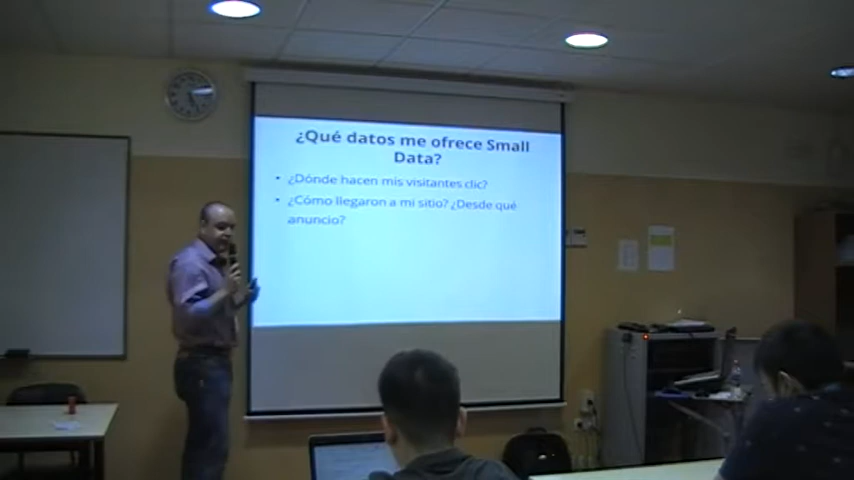 ¿Qué datos me ofrece Small
Data?
• ¿Dónde hacen mis visitantes clic?
• ¿Cómo llegaron a mi sitio? ¿Desde qué
anuncio?